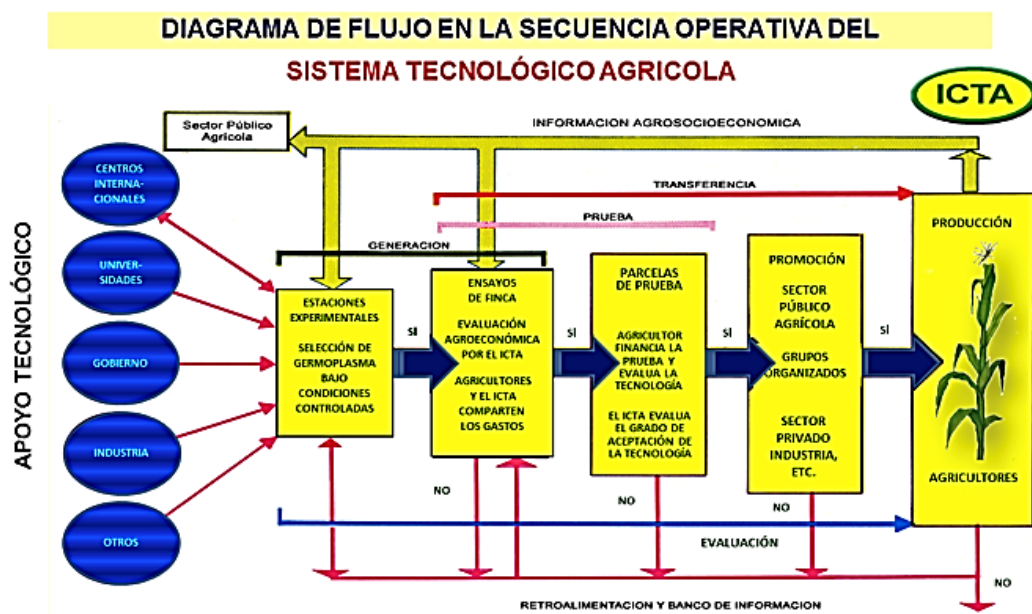 DIAGRAMA DE FLUJO EN LA SECUENCIA OPERATIVA DEL
SISTEMA TECNOLÓGICO AGRICOLA
ICTA
Sector Público
Agrícola
INFORMACION AGROSOCIOECONOMICA
TRANSFERENCIA
PRUEBA
GENERACION
APOYO TECNOLÓGICO
CENTROS
INTERNA-
CIONALES
UNIVER-
SIDADES
GOBIERNO
INDUSTRIA
OTROS
ESTACIONES
EXPERIMENTALES
SELECCIÓN DE
GERMOPLASMA
BAJO
CONDICIONES
CONTROLADAS
SI
ENSAYOS
DE FINCA
EVALUACIÓN
AGROECONÓMICA
POR EL ICTA
AGRICULTORES
Y EL ICTA
COMPARTEN
LOS GASTOS
SI
PARCELAS
DE PRUEBA
AGRICULTOR
FINANCIA LA
PRUEBA Y
EVALUA LA
TECNOLOGÍA
EL ICTA EVALUA
EL GRADO DE
ACEPTACIÓN DE
LA TECNOLOGÍA
SI
PROMOCIÓN
SECTOR
PÚBLICO
AGRÍCOLA
GRUPOS
ORGANIZADOS
SECTOR
PRIVADO
INDUSTRIA,
ETC.
SI
PRODUCCIÓN
AGRICULTORES
NO
NO
NO
NO
EVALUACIÓN
RETROALIMENTACION Y BANCO DE INFORMACION